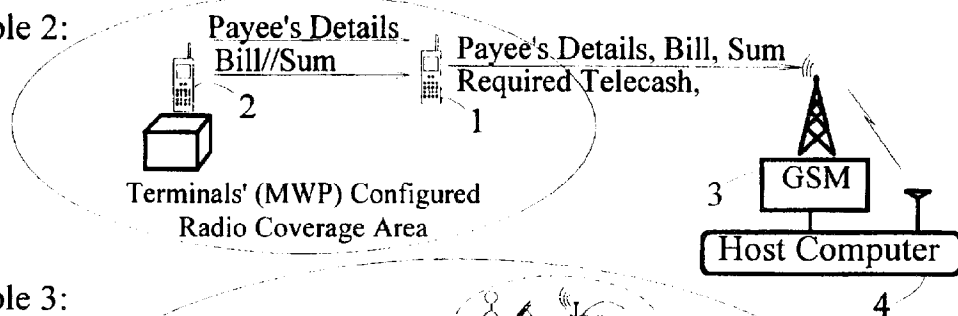 ple 2:
Payee's Details
Bill//Sum
Payee's Details, Bill, Sum
Required Telecash,
2
1
3
GSM
Terminals' (MWP) Configured
Radio Coverage Area
Host Computer
4
ple 3: